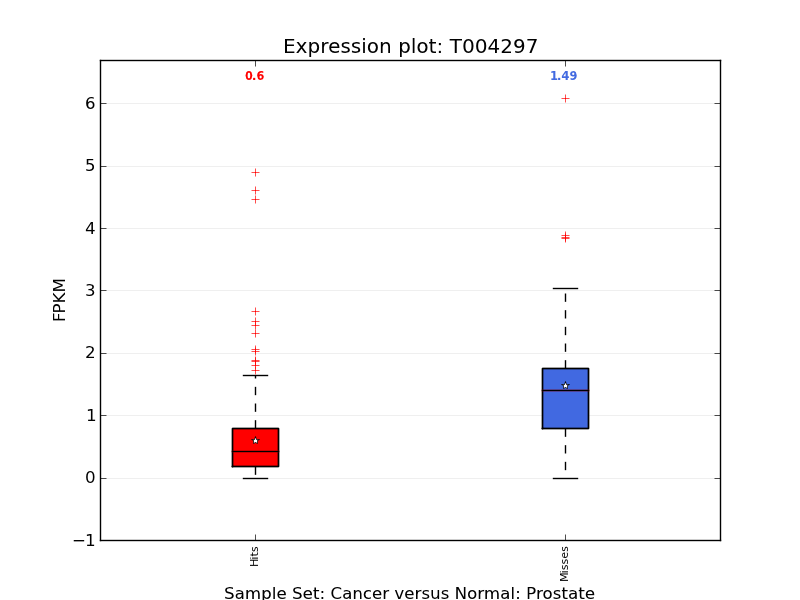 Expression plot: T004297
0.6
1.49
6
5
4
3
2
1
0
−1
FPKM
Hits
Misses
Sample Set: Cancer versus Normal: Prostate